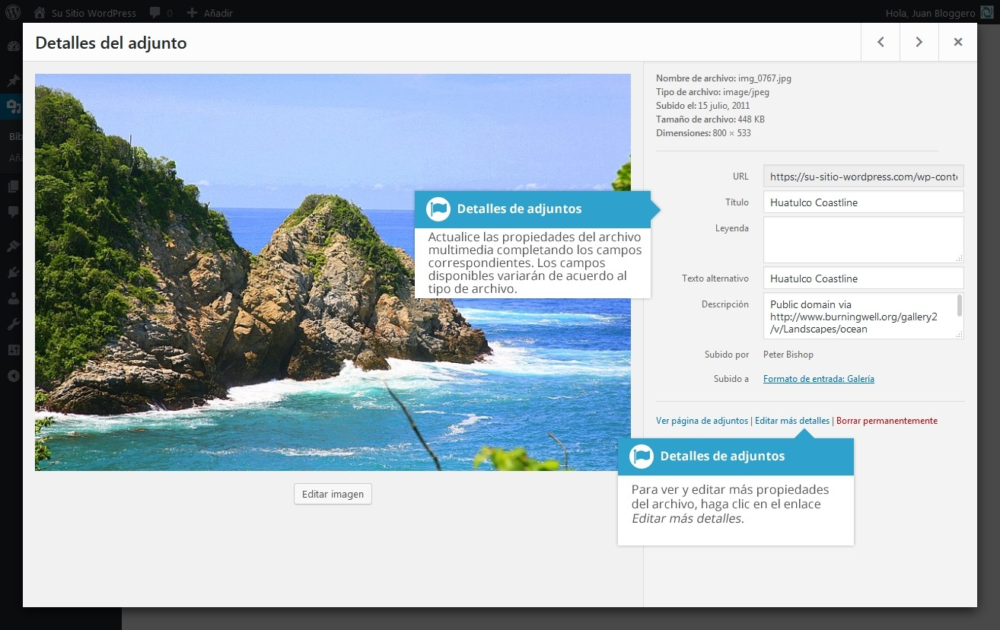 Su Sitio WordPress
0
Añadir
Hola, Juan Bloggero
Detalles del adjunto
Bib
Aña
Nombre de archivo: img_0767.jpg
Tipo de archivo: image/jpeg
Subido el: 15 julio, 2011
Tamaño de archivo: 448 KB
Dimensiones: 800 × 533
URL
https://su-sitio-wordpress.com/wp-conte
Título
Huatulco Coastline
Leyenda
Texto alternativo
Huatulco Coastline
Descripción
Public domain via
http://www.burningwell.org/gallery2
/v/Landscapes/ocean
Subido por
Peter Bishop
Subido a
Formato de entrada: Galería
Ver página de adjuntos | Editar más detalles | Borrar permanentemente
Detalles de adjuntos
Actualice las propiedades del archivo
multimedia completando los campos
correspondientes. Los campos
disponibles variarán de acuerdo al
tipo de archivo.
Detalles de adjuntos
Para ver y editar más propiedades
del archivo, haga clic en el enlace
Editar más detalles.
Editar imagen